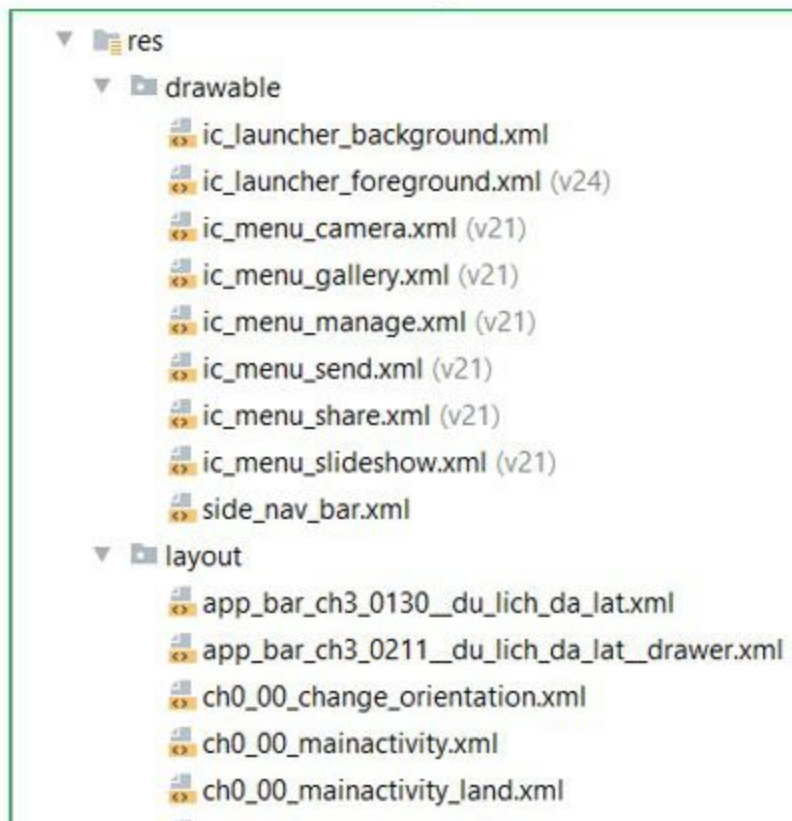 res
drawable
ic_launcher_background.xml
ic_launcher_foreground.xml (v24)
ic_menu_camera.xml (v21)
ic_menu_gallery.xml (v21)
ic_menu_manage.xml (v21)
ic_menu_send.xml (v21)
ic_menu_share.xml (v21)
ic_menu_slideshow.xml (v21)
side_nav_bar.xml
layout
app_bar_ch3_0130__du_lich_da_lat.xml
app_bar_ch3_0211__du_lich_da_lat__drawer.xml
ch0_00_change_orientation.xml
ch0_00_mainactivity.xml
ch0_00_mainactivity_land.xml